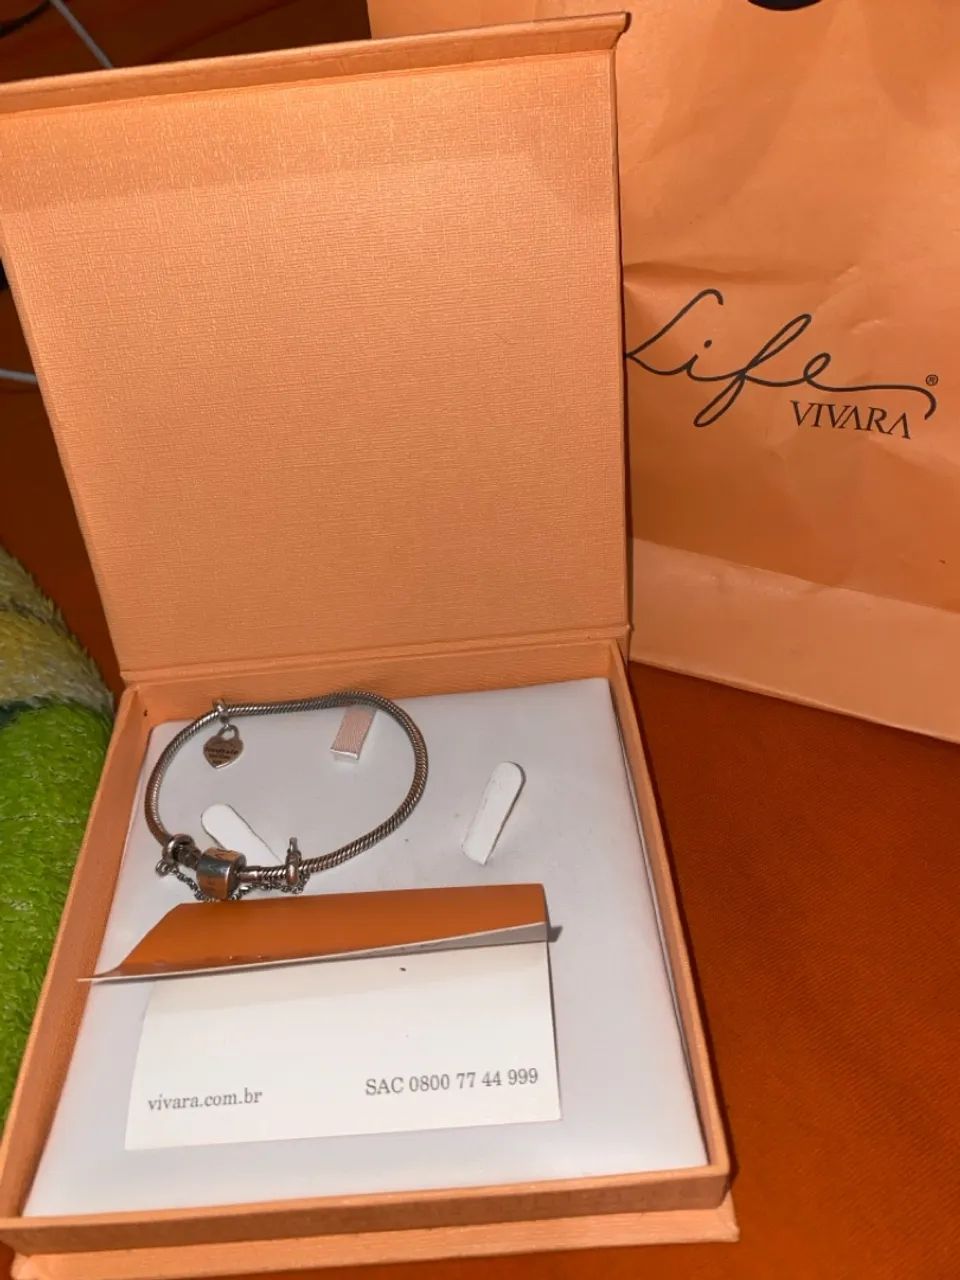 Life®
VIVARA
vivara.com.br
SAC 0800 77 44 999